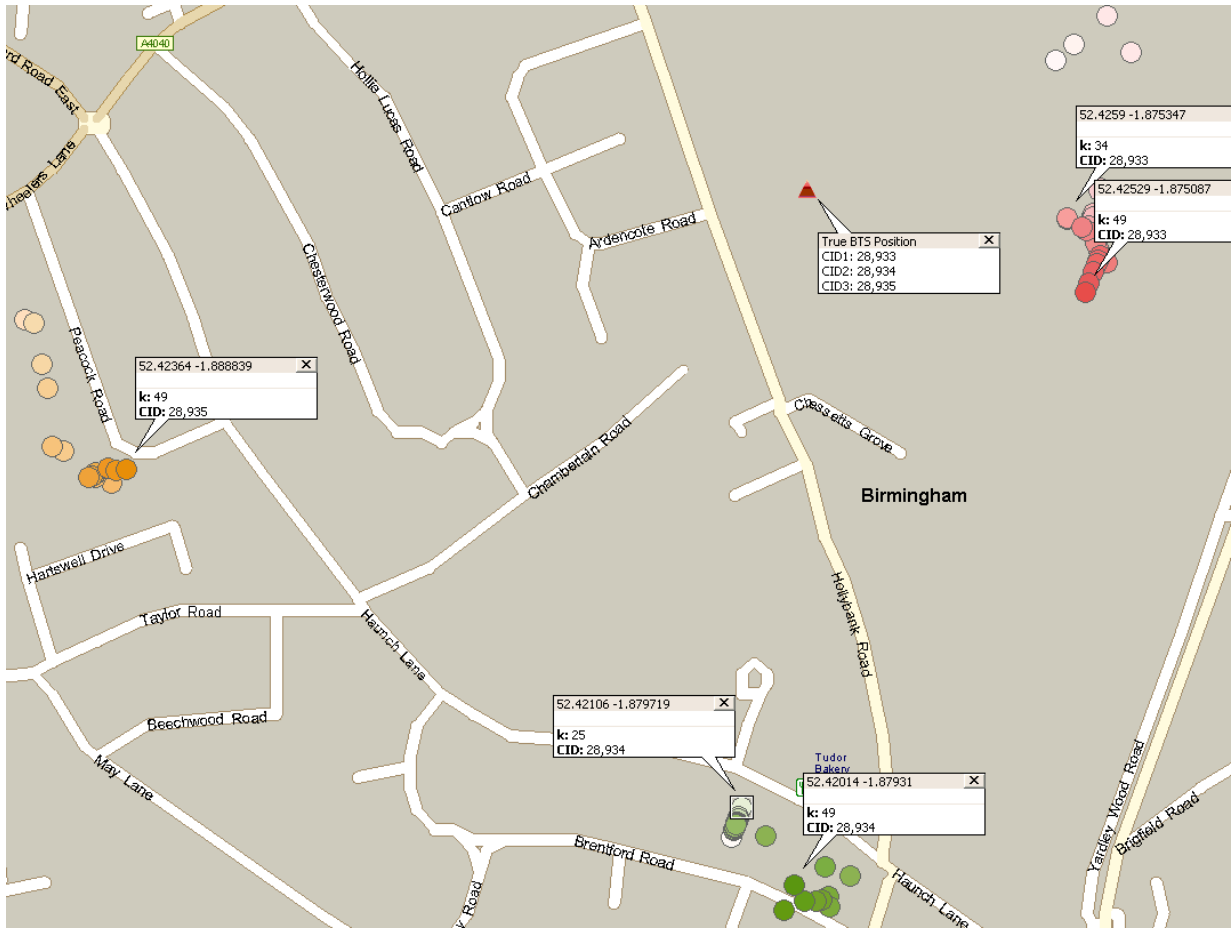 A4040
ord Road East
heelers Lane
Hollie Lucas Road
Cantlow Road
Ardencote Road
Chesterwood Road
Peacock Road
52.4259 -1.875347
k: 34
CID: 28,933
52.42529 -1.875087
k: 49
CID: 28,933
True BTS Position
CID1: 28,933
CID2: 28,934
CID3: 28,935
52.42364 -1.888839
k: 49
CID: 28,935
Chamberlain Road
Chessetts Grove
Birmingham
Hartswell Drive
Taylor Road
Haunch Lane
Hollybank Road
Beechwood Road
May Lane
52.42106 -1.879719
k: 25
CID: 28,934
Tudor
Bakery
52.42014 -1.87931
k: 49
CID: 28,934
Brentford Road
Haunch Lane
Yardley Wood Road
Brigfield Road
y Road